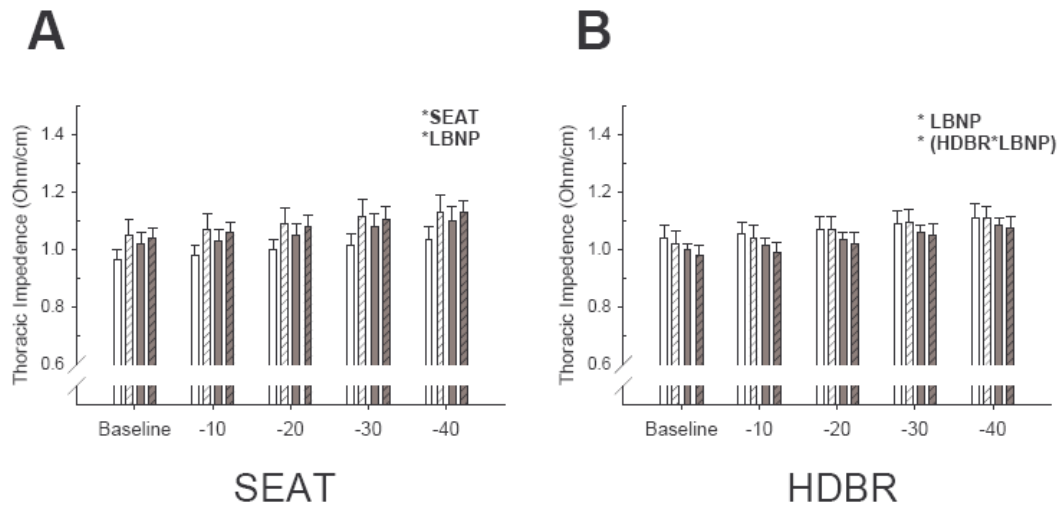 A
*SEAT
*LBNP
Thoracic Impedence (Ohm/cm)
1.4
1.2
1.0
0.8
0.6
Baseline -10 -20 -30 -40
SEAT
B
* LBNP
* (HDBR*LBNP)
Thoracic Impedence (Ohm/cm)
1.4
1.2
1.0
0.8
0.6
Baseline -10 -20 -30 -40
HDBR